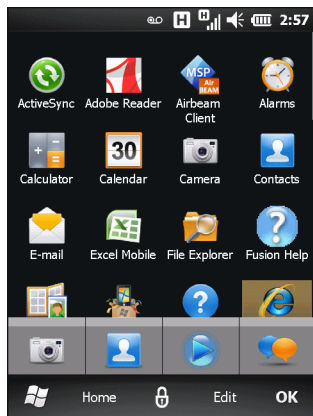 H H 2:57
ActiveSync Adobe Reader Airbeam Client Alarms
MSP Air BEAM
Calculator Calendar Camera Contacts
30
E-mail Excel Mobile File Explorer Fusion Help
Home Edit OK